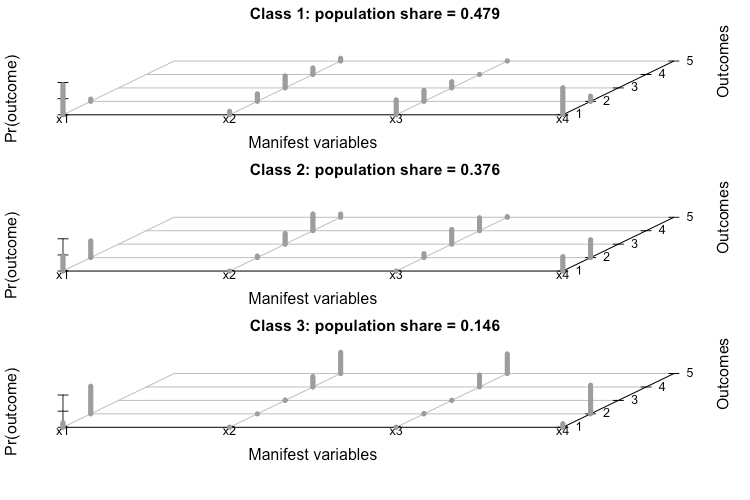 Class 1: population share = 0.479
Pr(outcome)
Outcomes
x1
x2
x3
x4
1
2
3
4
5
Manifest variables
Class 2: population share = 0.376
Pr(outcome)
Outcomes
x1
x2
x3
x4
1
2
3
4
5
Manifest variables
Class 3: population share = 0.146
Pr(outcome)
Outcomes
x1
x2
x3
x4
1
2
3
4
5
Manifest variables